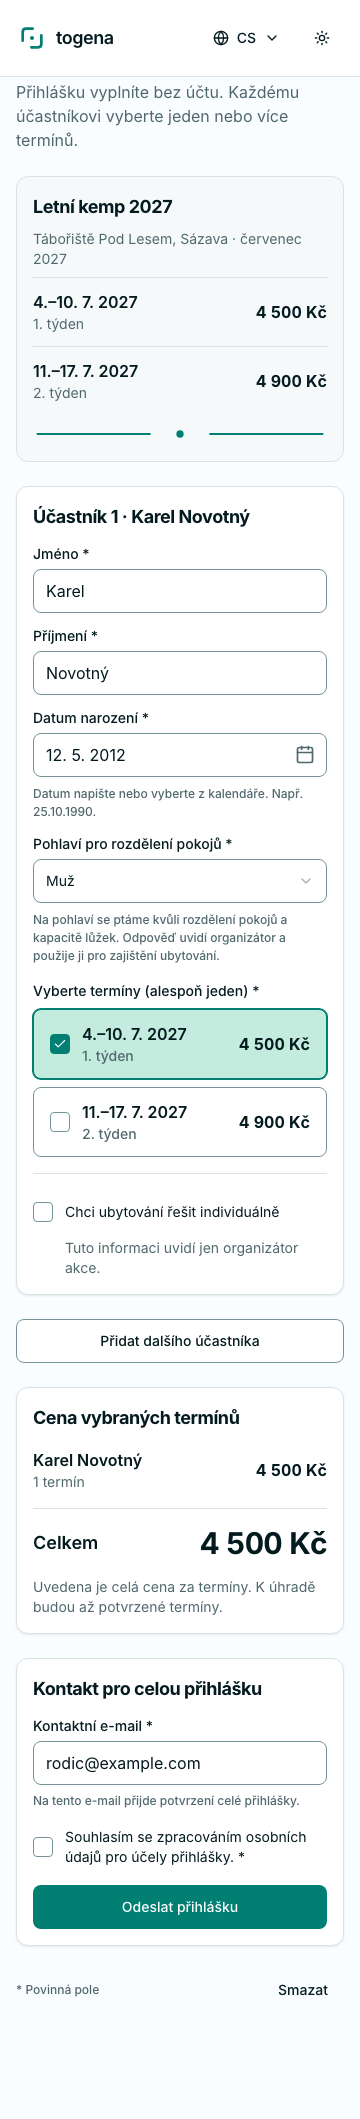 togena
CS
Přihlášku vyplníte bez účtu. Každému
účastníkovi vyberte jeden nebo více
termínů.
Letní kemp 2027
Tábořiště Pod Lesem, Sázava · červenec
2027
4.–10. 7. 2027
1. týden
4 500 Kč
11.–17. 7. 2027
2. týden
4 900 Kč
Účastník 1 · Karel Novotný
Jméno *
Karel
Příjmení *
Novotný
Datum narození *
12. 5. 2012
Datum napište nebo vyberte z kalendáře. Např.
25.10.1990.
Pohlaví pro rozdělení pokojů *
Muž
Na pohlaví se ptáme kvůli rozdělení pokojů a
kapacitě lůžek. Odpověď uvidí organizátor a
použije ji pro zajištění ubytování.
Vyberte termíny (alespoň jeden) *
4.–10. 7. 2027
1. týden
4 500 Kč
11.–17. 7. 2027
2. týden
4 900 Kč
Chci ubytování řešit individuálně
Tuto informaci uvidí jen organizátor
akce.
Přidat dalšího účastníka
Cena vybraných termínů
Karel Novotný
1 termín
4 500 Kč
Celkem
4 500 Kč
Uvedena je celá cena za termíny. K úhradě
budou až potvrzené termíny.
Kontakt pro celou přihlášku
Kontaktní e-mail *
rodic@example.com
Na tento e-mail přijde potvrzení celé přihlášky.
Souhlasím se zpracováním osobních
údajů pro účely přihlášky. *
Odeslat přihlášku
* Povinná pole
Smazat